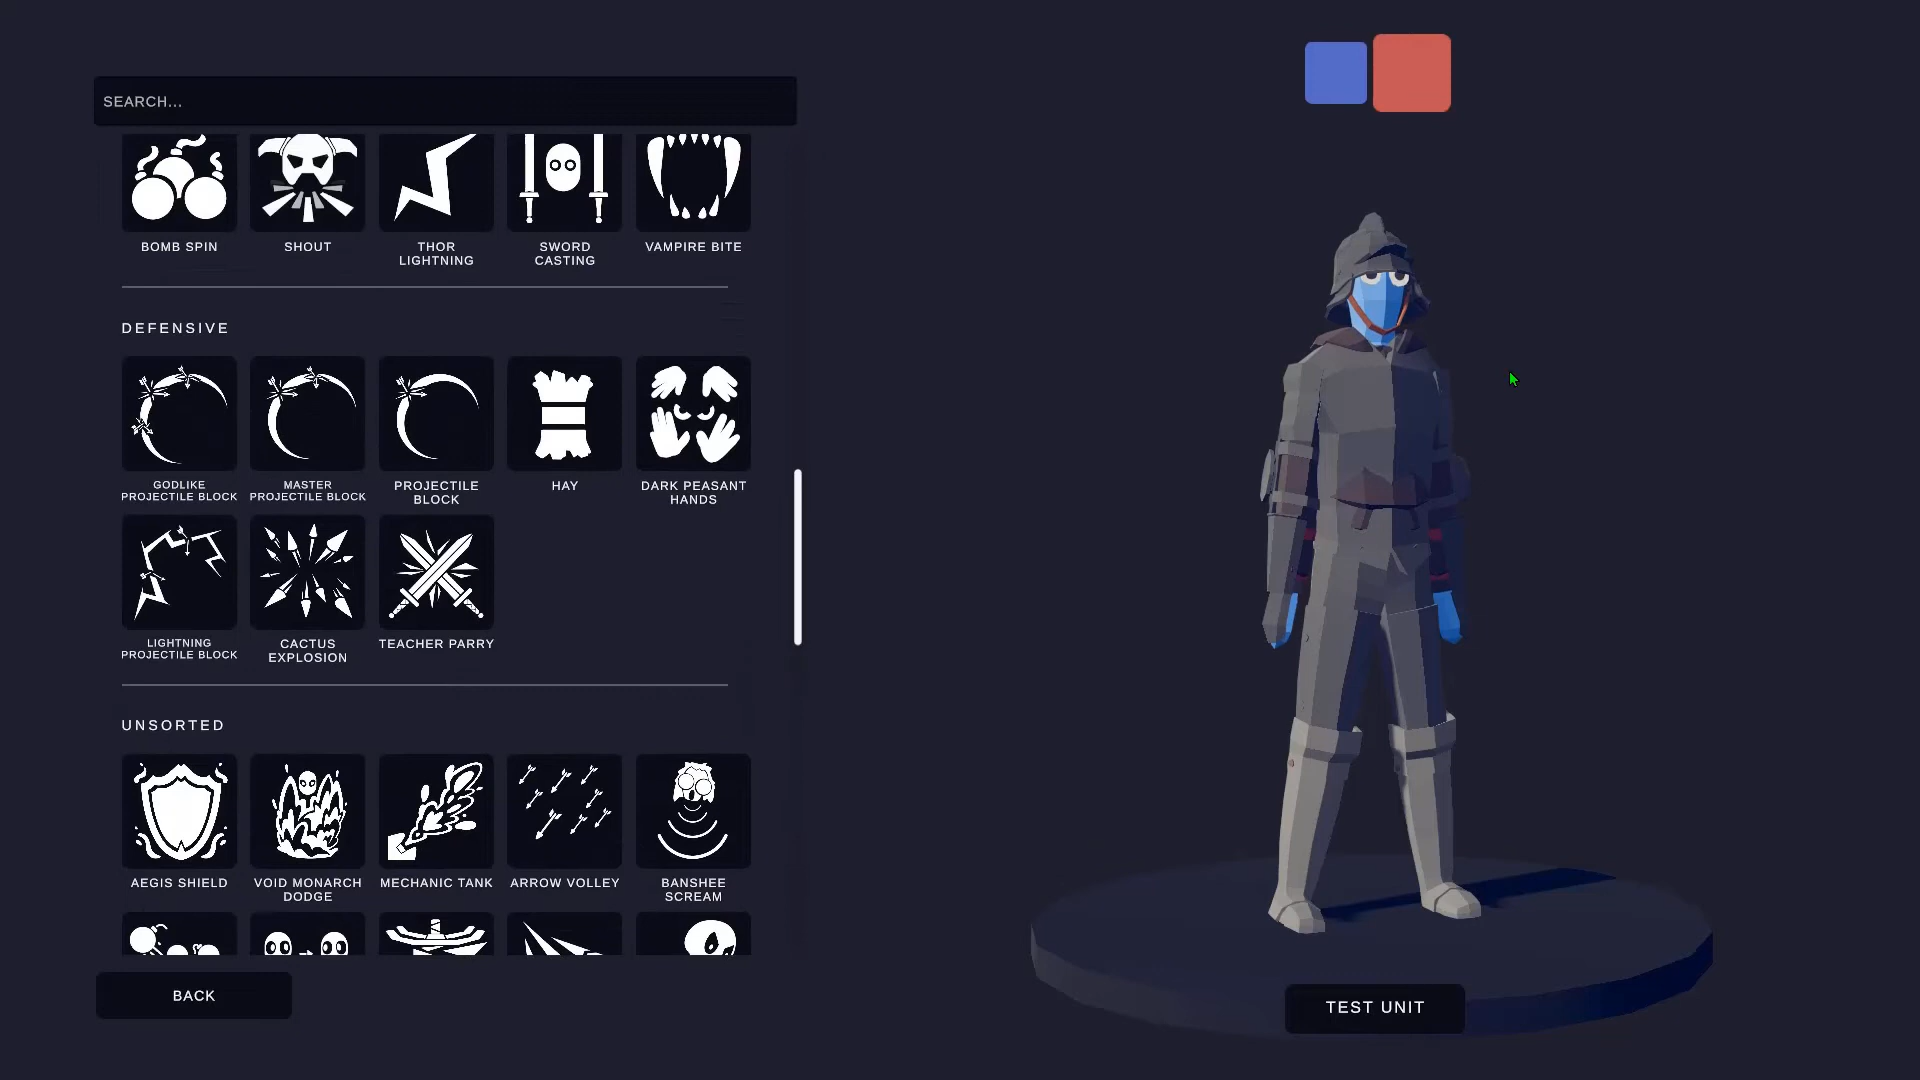 SEARCH...
BOMB SPIN
SHOUT
THOR
LIGHTNING
SWORD
CASTING
VAMPIRE BITE
DEFENSIVE
GODLIKE
PROJECTILE BLOCK
MASTER
PROJECTILE BLOCK
PROJECTILE
BLOCK
HAY
DARK PEASANT
HANDS
LIGHTNING
PROJECTILE BLOCK
CACTUS
EXPLOSION
TEACHER PARRY
UNSORTED
AEGIS SHIELD
VOID MONARCH
DODGE
MECHANIC TANK
ARROW VOLLEY
BANSHEE
SCREAM
BACK
TEST UNIT